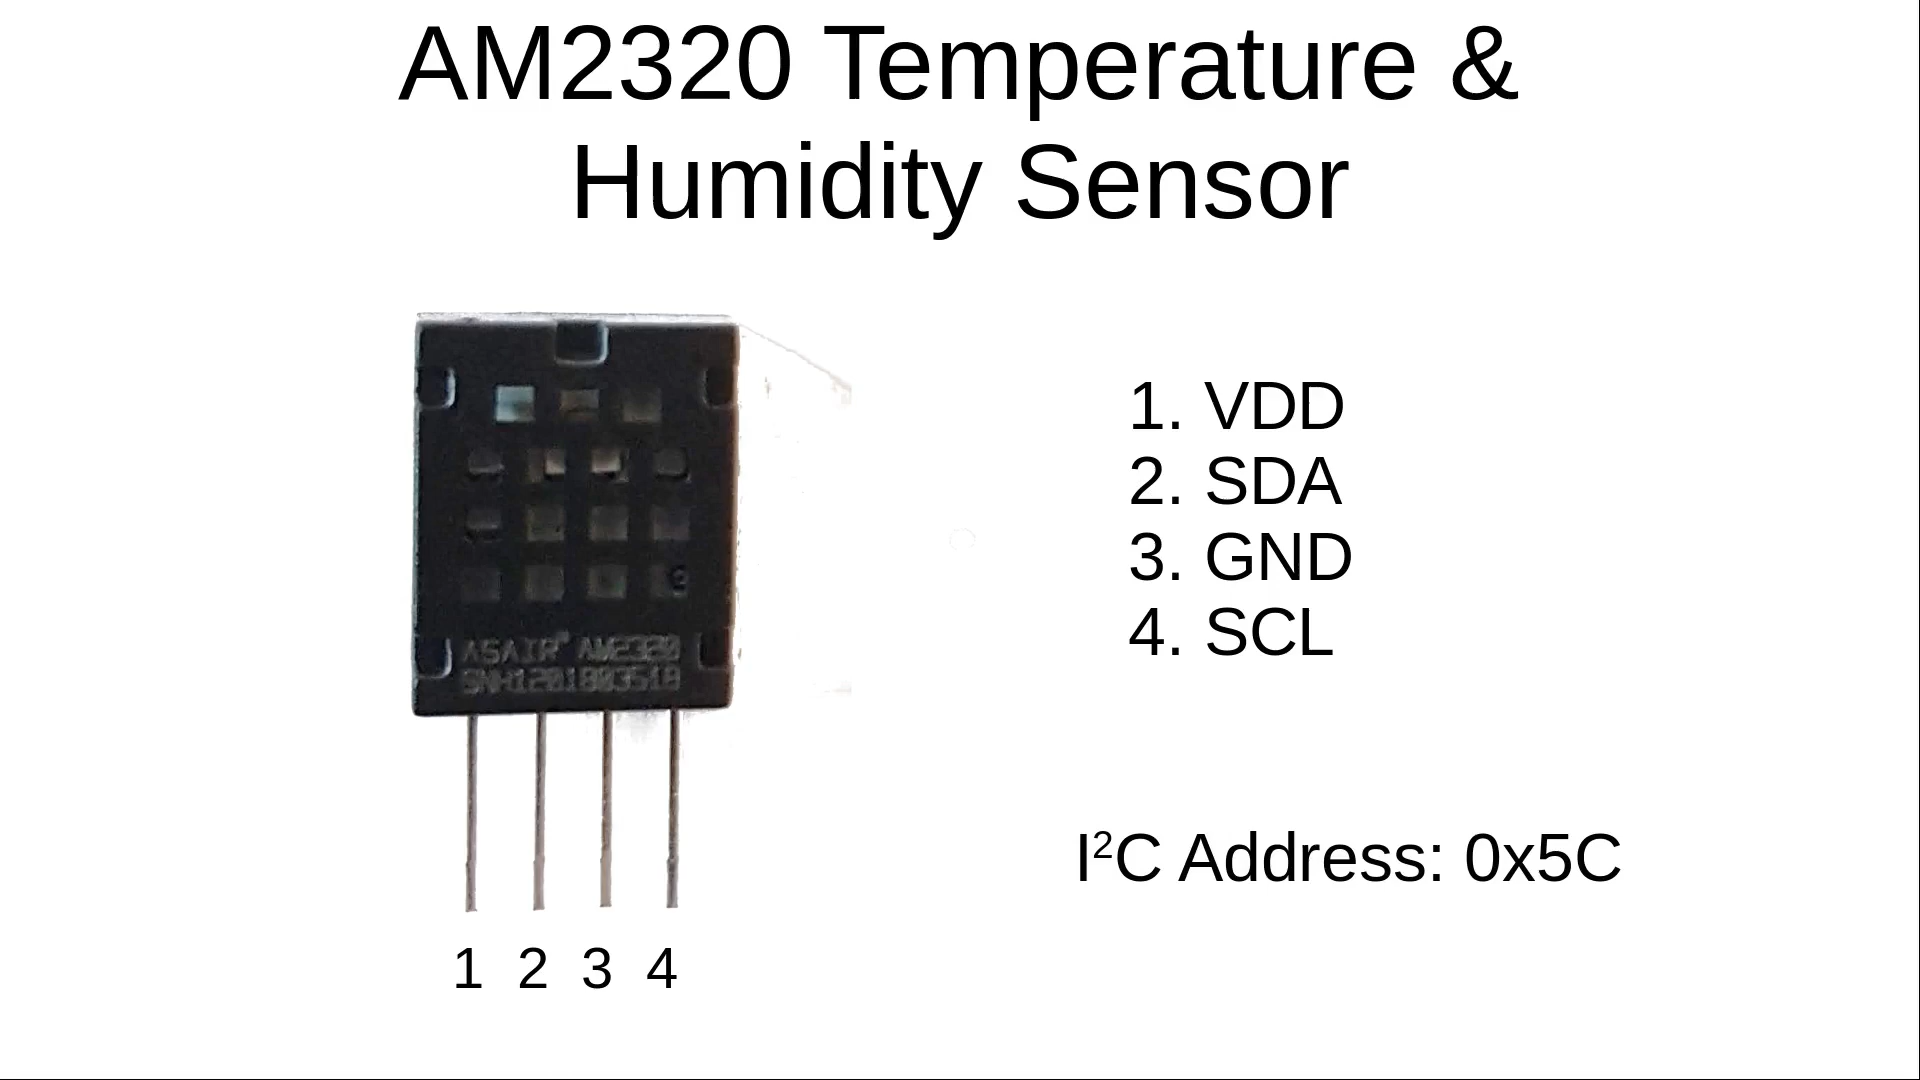 AM2320 Temperature &
Humidity Sensor
1. VDD
2. SDA
3. GND
4. SCL
ASAIR® AM2320
I²C Address: 0x5C
1 2 3 4